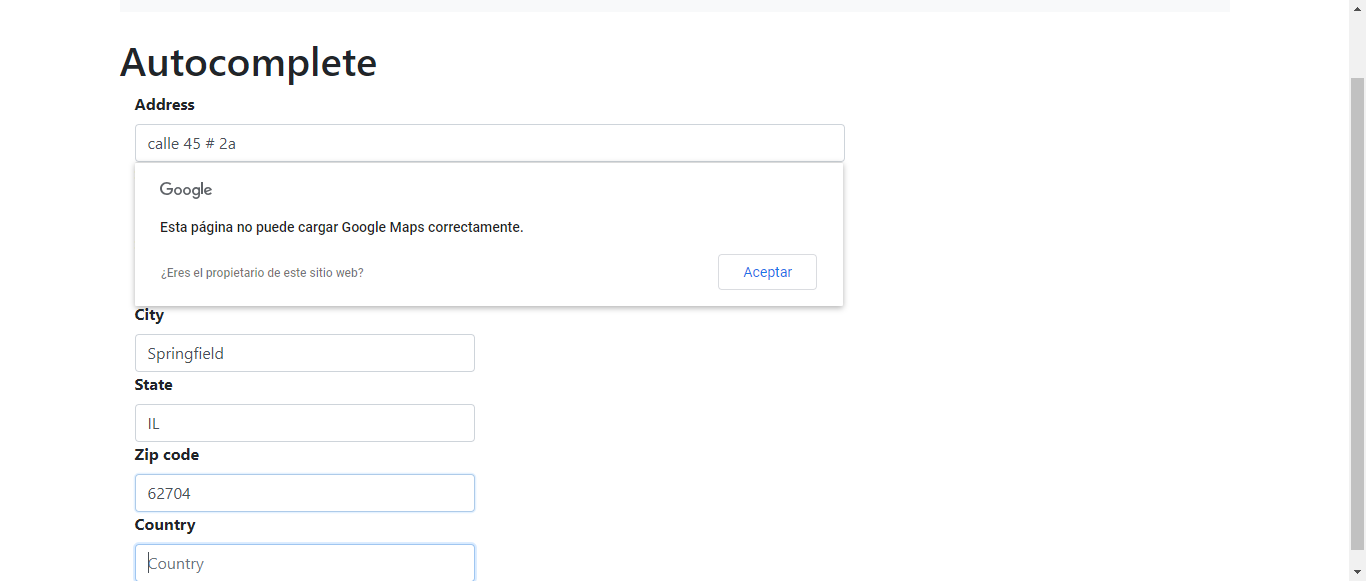 Autocomplete
Address
calle 45 # 2a
Google
Esta página no puede cargar Google Maps correctamente.
¿Eres el propietario de este sitio web?
Aceptar
City
Springfield
State
IL
Zip code
62704
Country
Country